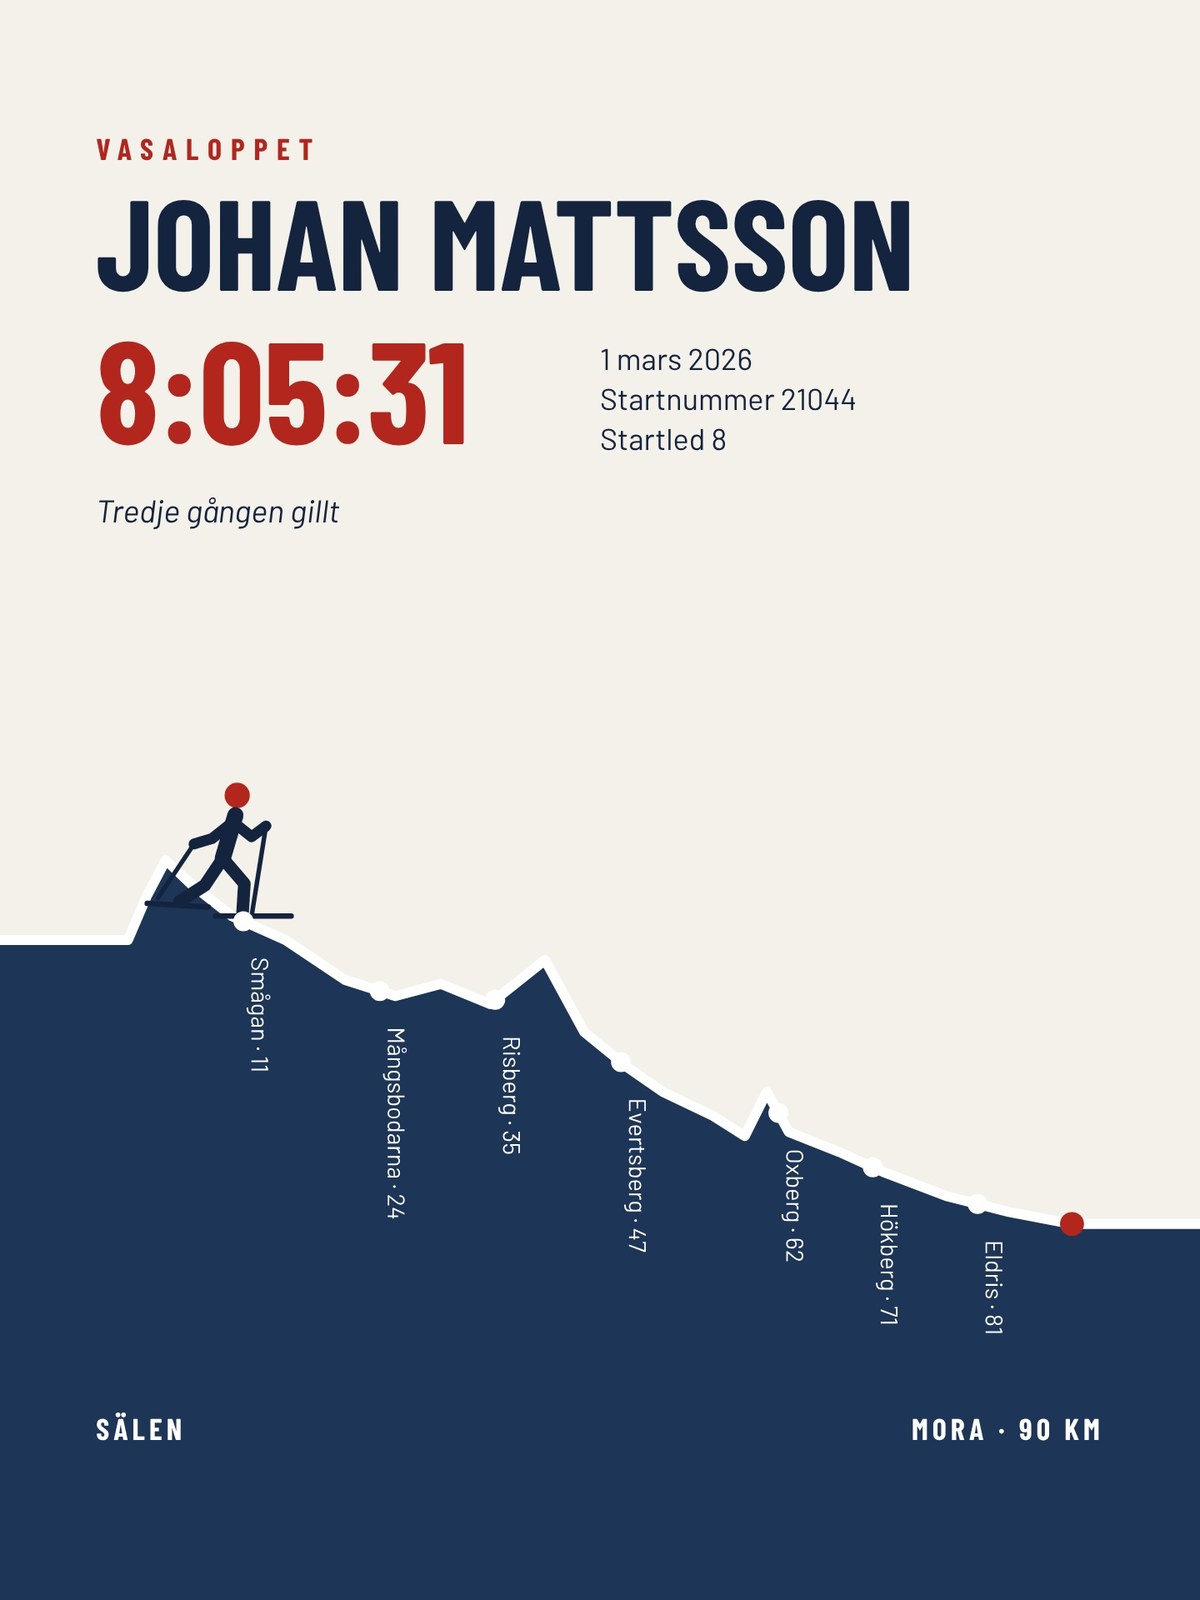 VASALOPPET
JOHAN MATTSSON
8:05:31
1 mars 2026
Startnummer 21044
Startled 8
Tredje gången gillt
Smågan · 11
Mångsbodarna · 24
Risberg · 35
Evertsberg · 47
Oxberg · 62
Hökberg · 71
Eldris · 81
SÄLEN
MORA · 90 KM